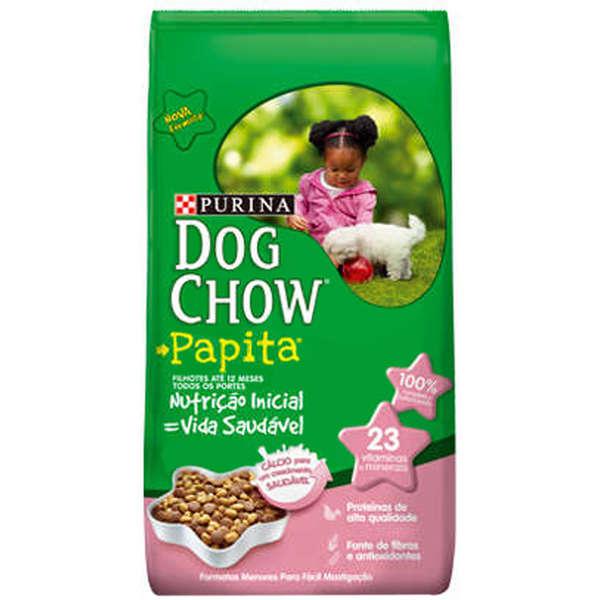 NOVA
Fórmula!
PURINA
DOG
CHOW®
Papita®
FILHOTES ATÉ 12 MESES
TODOS OS PORTES
Nutrição Inicial
=Vida Saudável
CÁLCIO para
um crescimento
SAUDÁVEL
100%
23
vitaminas
e minerais
Proteínas de
alta qualidade
Fonte de fibras
e antioxidantes
Formatos Menores Para Fácil Mastigação